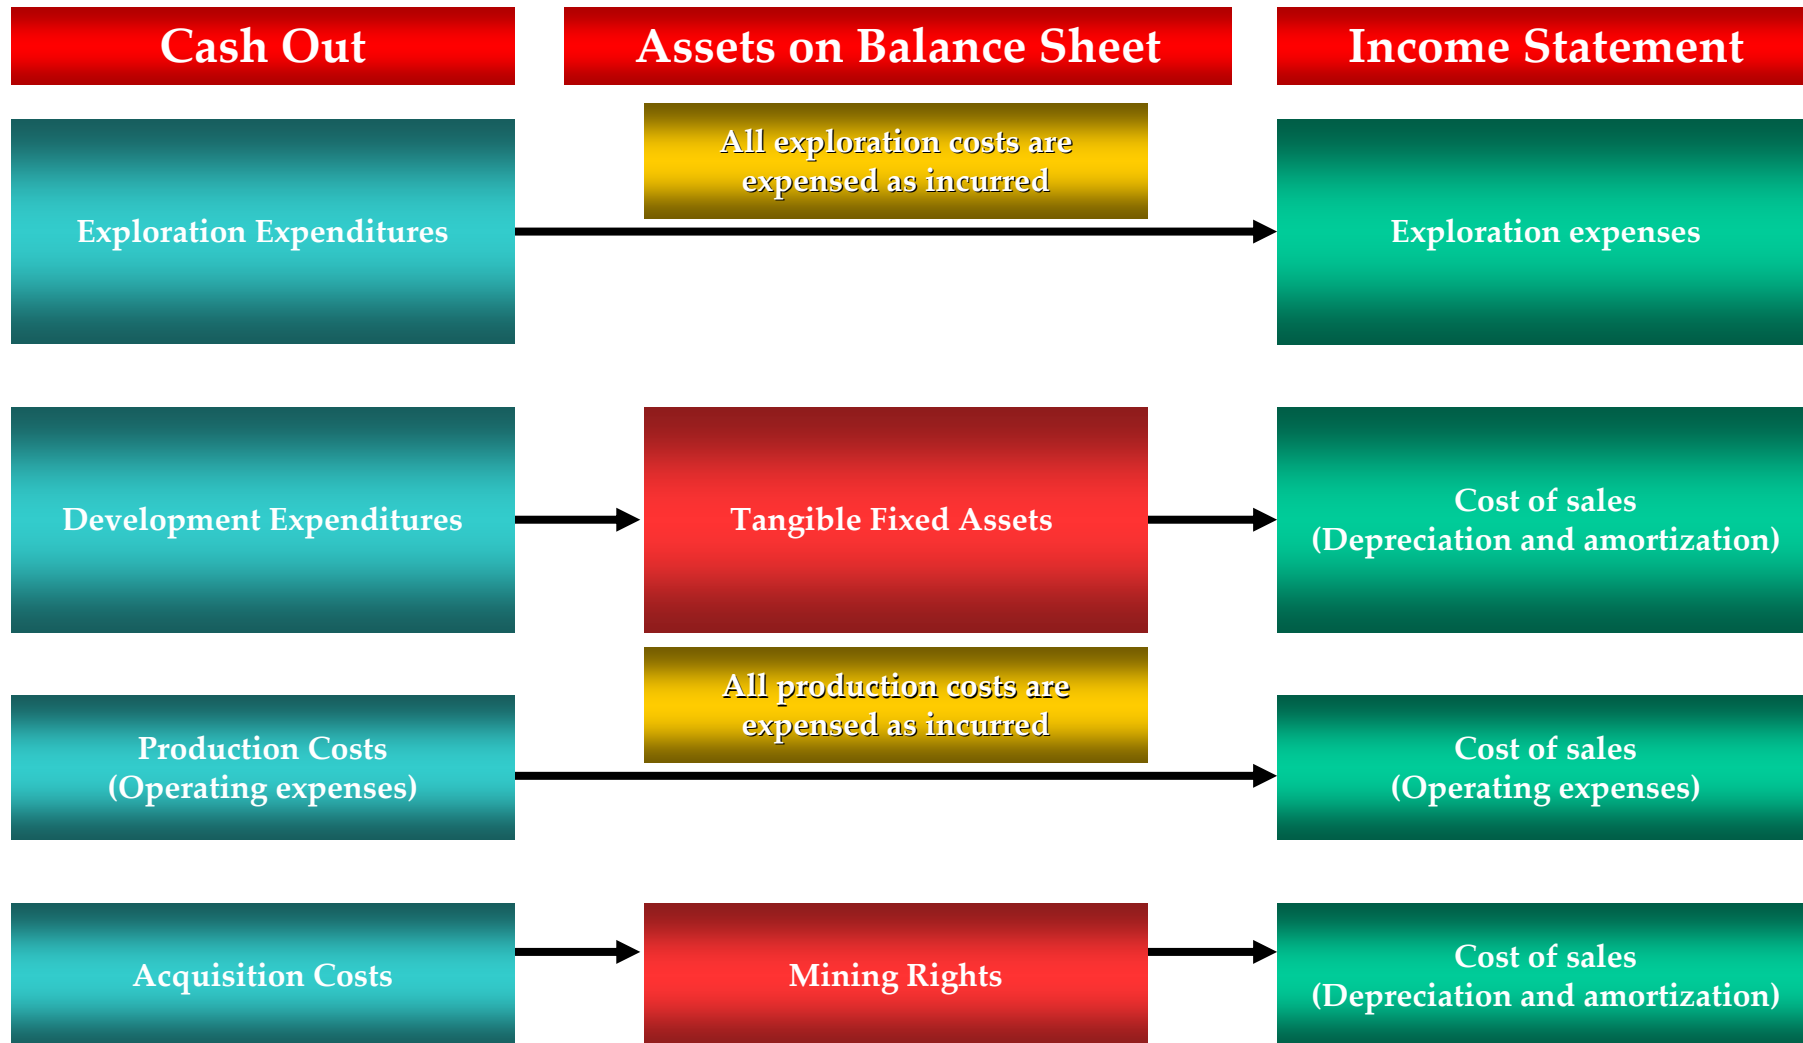 Cash Out
Assets on Balance Sheet
Income Statement
All exploration costs are
expensed as incurred
Exploration Expenditures
Exploration expenses
Development Expenditures
Tangible Fixed Assets
Cost of sales
(Depreciation and amortization)
All production costs are
expensed as incurred
Production Costs
(Operating expenses)
Cost of sales
(Operating expenses)
Acquisition Costs
Mining Rights
Cost of sales
(Depreciation and amortization)